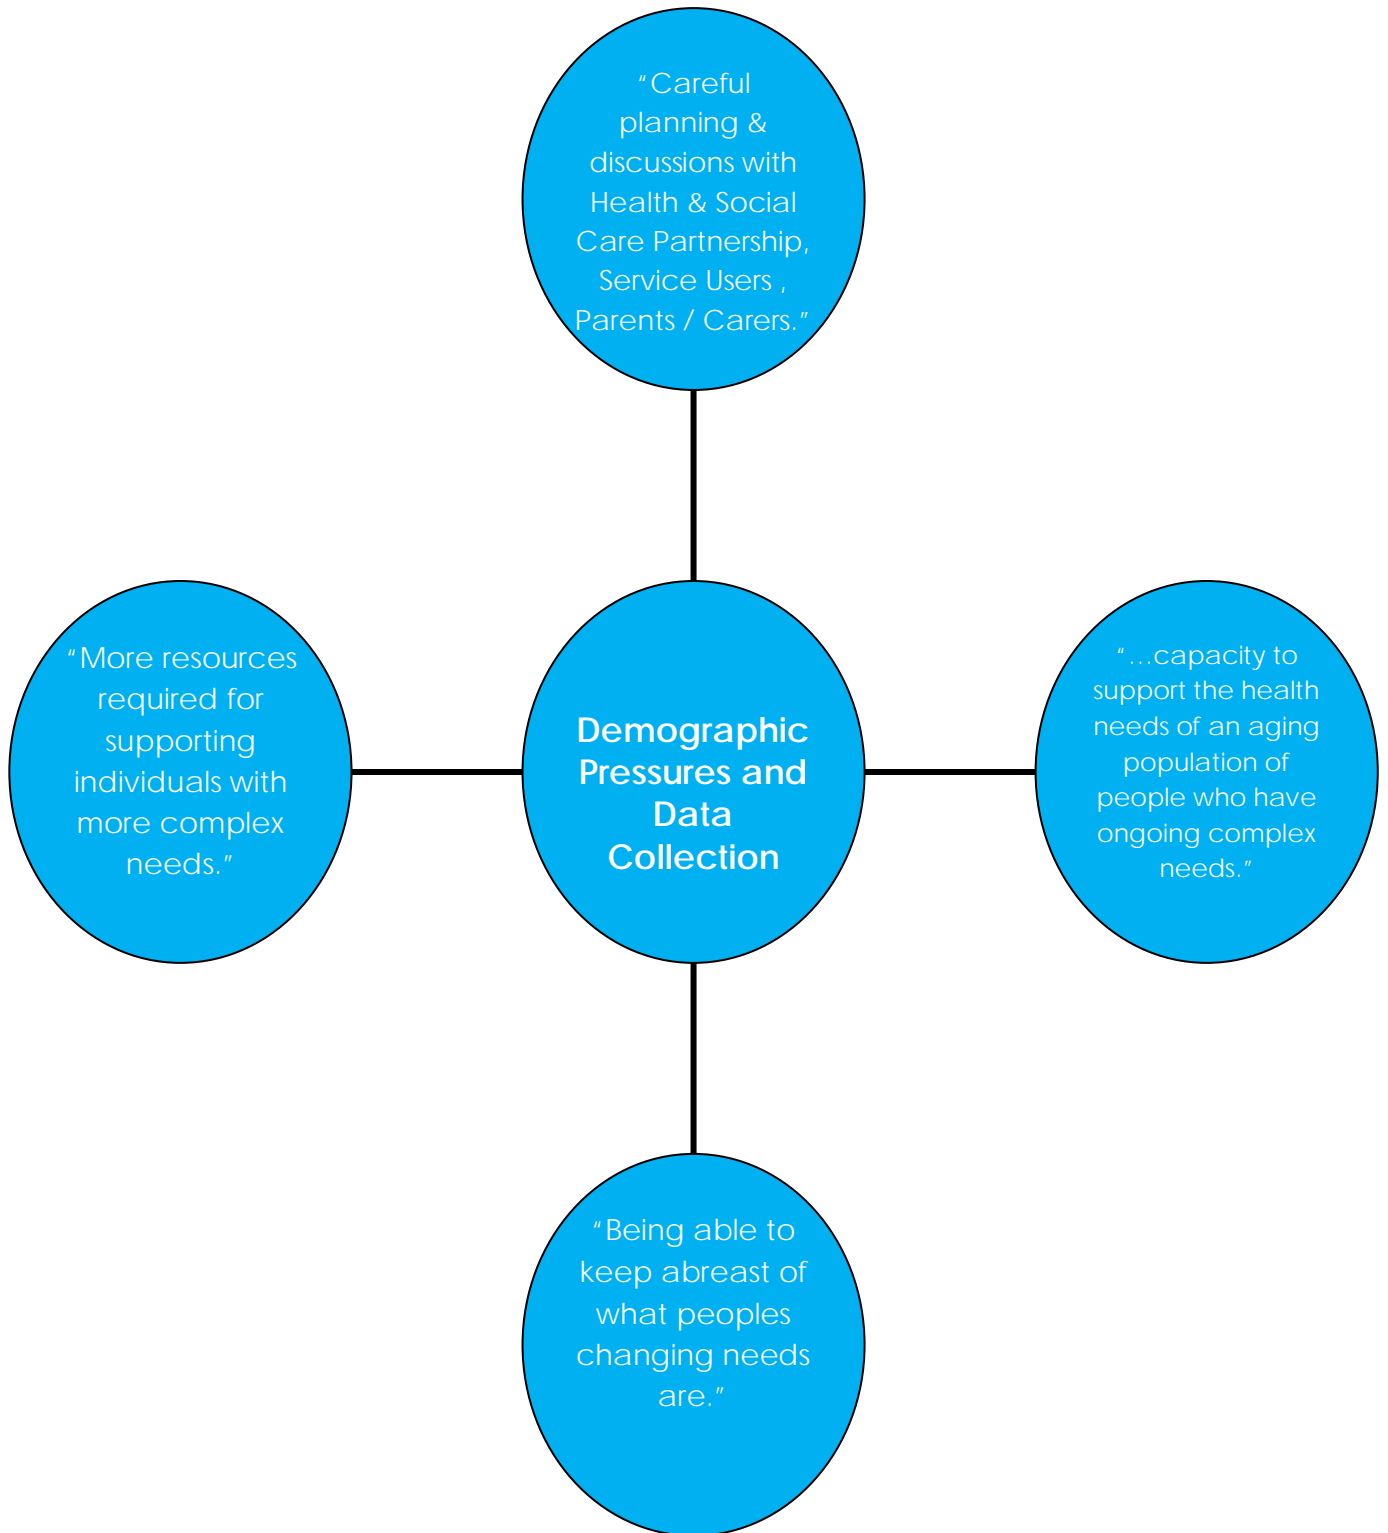 “Careful
planning &
discussions with
Health & Social
Care Partnership,
Service Users ,
Parents / Carers.”
“More resources
required for
supporting
individuals with
more complex
needs.”
Demographic
Pressures and
Data
Collection
“…capacity to
support the health
needs of an aging
population of
people who have
ongoing complex
needs.”
“Being able to
keep abreast of
what peoples
changing needs
are.”